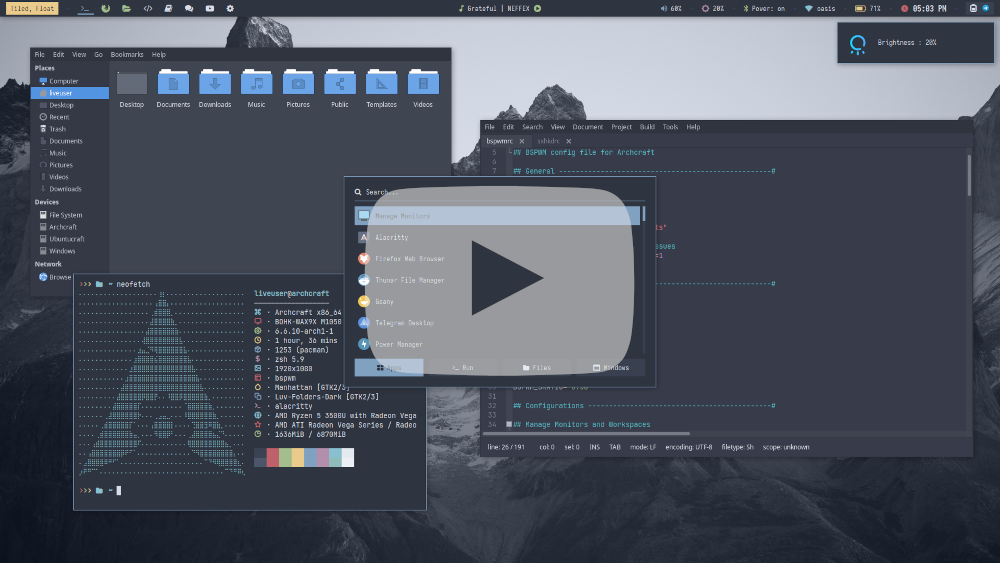 Tiled, Float
Grateful | NEFFEX
60%
20%
Power: on
oasis
71%
05:03 PM
Brightness : 20%
File Edit View Go Bookmarks Help
Places
Computer
liveuser
Desktop
Recent
Trash
Documents
Music
Pictures
Videos
Downloads
Devices
File System
Archcraft
Ubuntucraft
Windows
Network
Browse
Desktop Documents Downloads Music Pictures Public Templates Videos
File Edit Search View Document Project Build Tools Help
bspwmrc × sxhkdrc ×
5 ## BSPWM config file for Archcraft
6
7 ## General ------------------------------------------------#
31
32 ## Configurations ------------------------------------------#
33
34 ## Manage Monitors and Workspaces
line: 26 / 191 col: 0 sel: 0 INS TAB mode: LF encoding: UTF-8 filetype: Sh scope: unknown
Search...
Manage Monitors
Alacritty
Firefox Web Browser
Thunar File Manager
Geany
Telegram Desktop
Power Manager
Apps
Run
Files
Windows
>>> ~ neofetch
liveuser@archcraft
Archcraft x86_64
BOHK-WAX9X M1050
6.6.10-arch1-1
1 hour, 36 mins
1253 (pacman)
zsh 5.9
1920x1080
bspwm
Manhattan [GTK2/3]
Luv-Folders-Dark [GTK2/3]
alacritty
AMD Ryzen 5 3500U with Radeon Vega
AMD ATI Radeon Vega Series / Radeo
1636MiB / 6870MiB
>>> ~